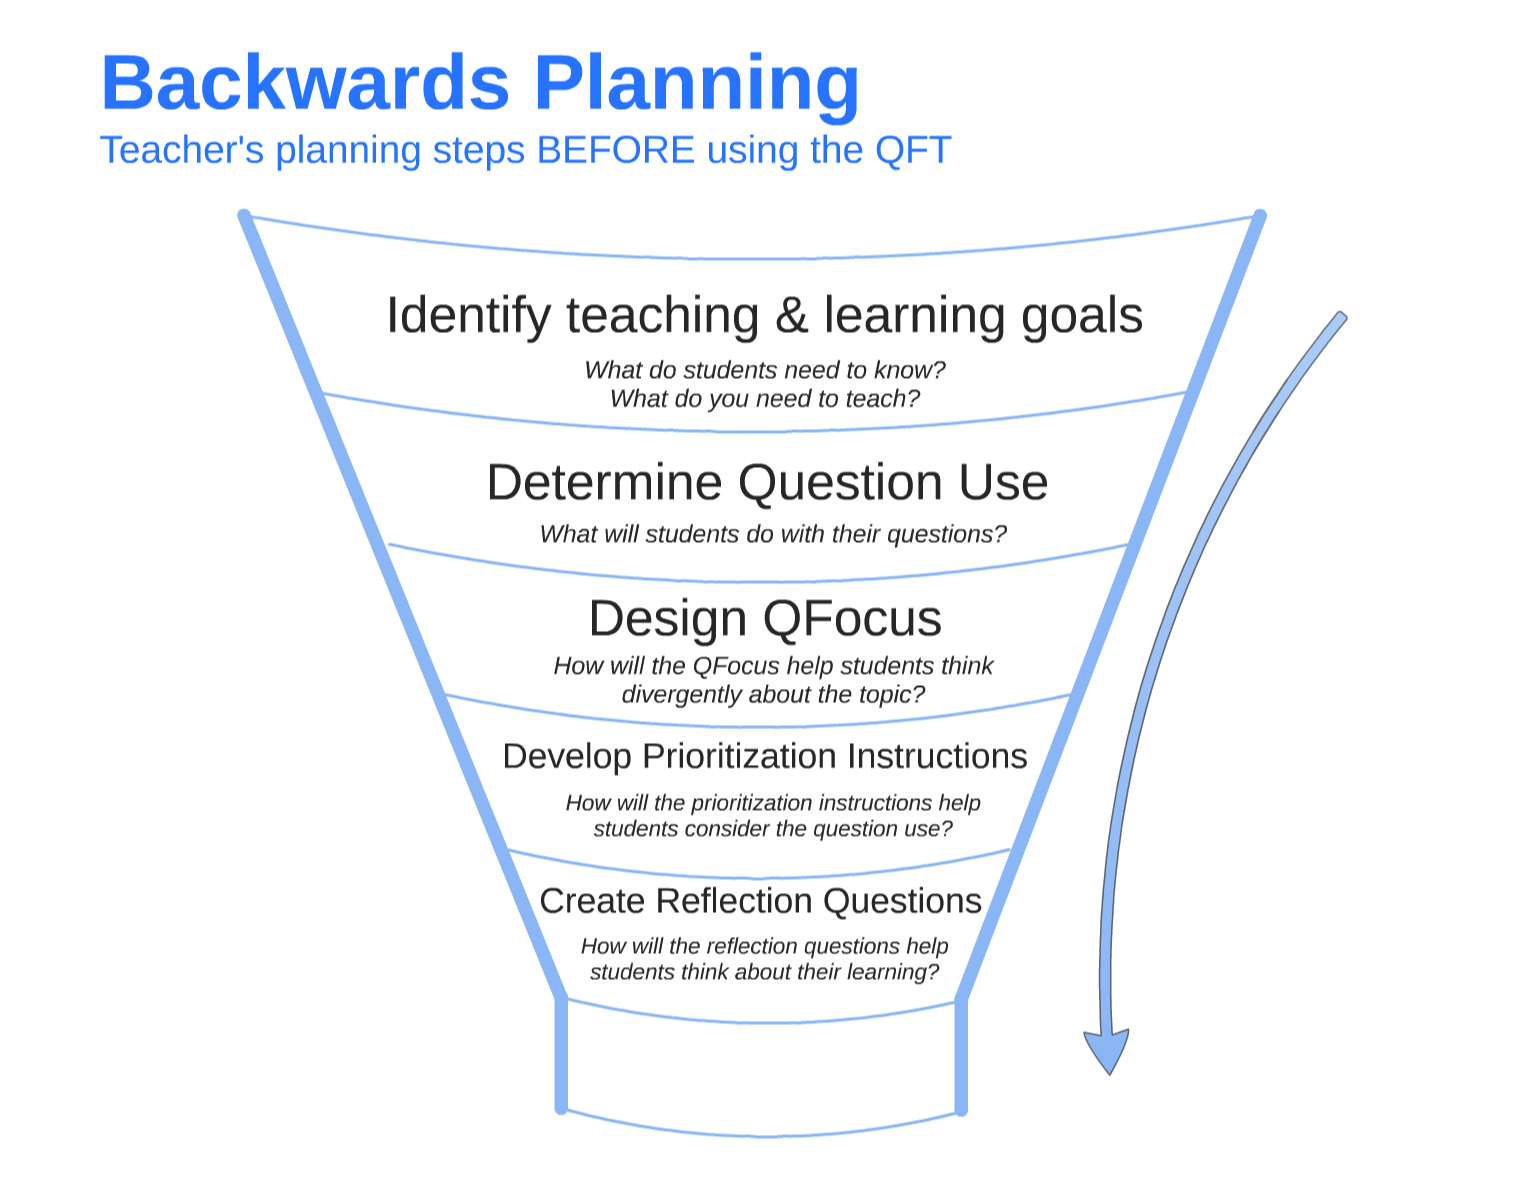 Backwards Planning
Teacher's planning steps BEFORE using the QFT
Identify teaching & learning goals
What do students need to know?
What do you need to teach?
Determine Question Use
What will students do with their questions?
Design QFocus
How will the QFocus help students think
divergently about the topic?
Develop Prioritization Instructions
How will the prioritization instructions help
students consider the question use?
Create Reflection Questions
How will the reflection questions help
students think about their learning?